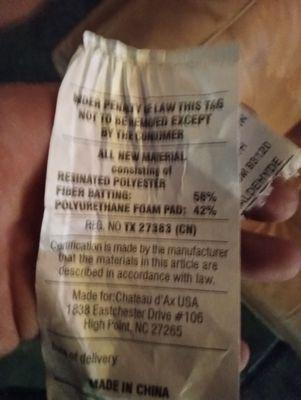 UNDER PENALTY OF LAW THIS TAG
NOT TO BE REMOVED EXCEPT
BY THE CONSUMER
ALL NEW MATERIAL
consisting of
RESINATED POLYESTER
FIBER BATTING: 58%
POLYURETHANE FOAM PAD: 42%
REG. NO TX 27383 (CN)
Certification is made by the manufacturer
that the materials in this article are
described in accordance with law.
Made for: Chateau d'Ax USA
1838 Eastchester Drive #106
High Point, NC 27265
of delivery
MADE IN CHINA